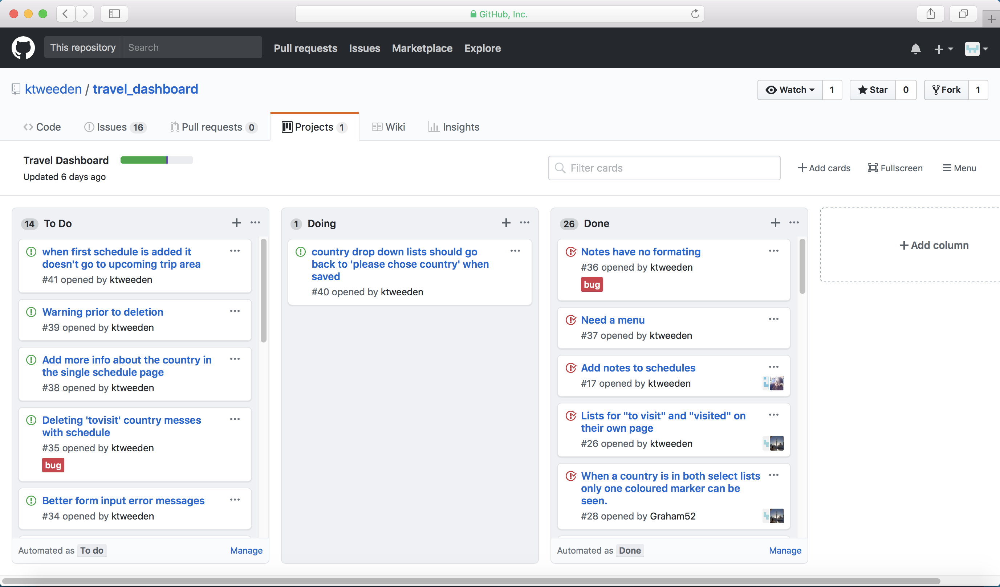 GitHub, Inc.
This repository Search Pull requests Issues Marketplace Explore
ktweeden / travel_dashboard
Watch 1 Star 0 Fork 1
Code Issues 16 Pull requests 0 Projects 1 Wiki Insights
Travel Dashboard
Updated 6 days ago
Filter cards
Add cards Fullscreen Menu
14 To Do
when first schedule is added it
doesn't go to upcoming trip area
#41 opened by ktweeden
Warning prior to deletion
#39 opened by ktweeden
Add more info about the country in
the single schedule page
#38 opened by ktweeden
Deleting 'tovisit' country messes
with schedule
#35 opened by ktweeden
bug
Better form input error messages
#34 opened by ktweeden
Automated as To do Manage
1 Doing
country drop down lists should go
back to 'please chose country' when
saved
#40 opened by ktweeden
26 Done
Notes have no formating
#36 opened by ktweeden
bug
Need a menu
#37 opened by ktweeden
Add notes to schedules
#17 opened by ktweeden
Lists for "to visit" and "visited" on
their own page
#26 opened by ktweeden
When a country is in both select lists
only one coloured marker can be
seen.
#28 opened by Graham52
Automated as Done Manage
Add column